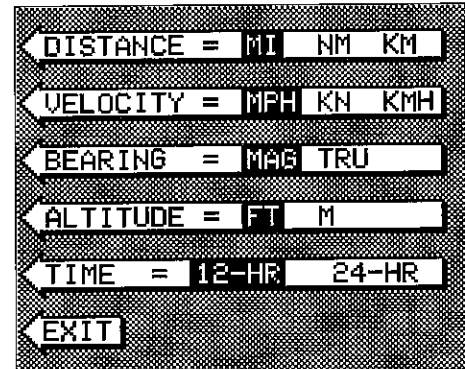 DISTANCE = MI NM KM
VELOCITY = MPH KN KMH
BEARING = MAG TRU
ALTITUDE = FT M
TIME = 12-HR 24-HR
EXIT